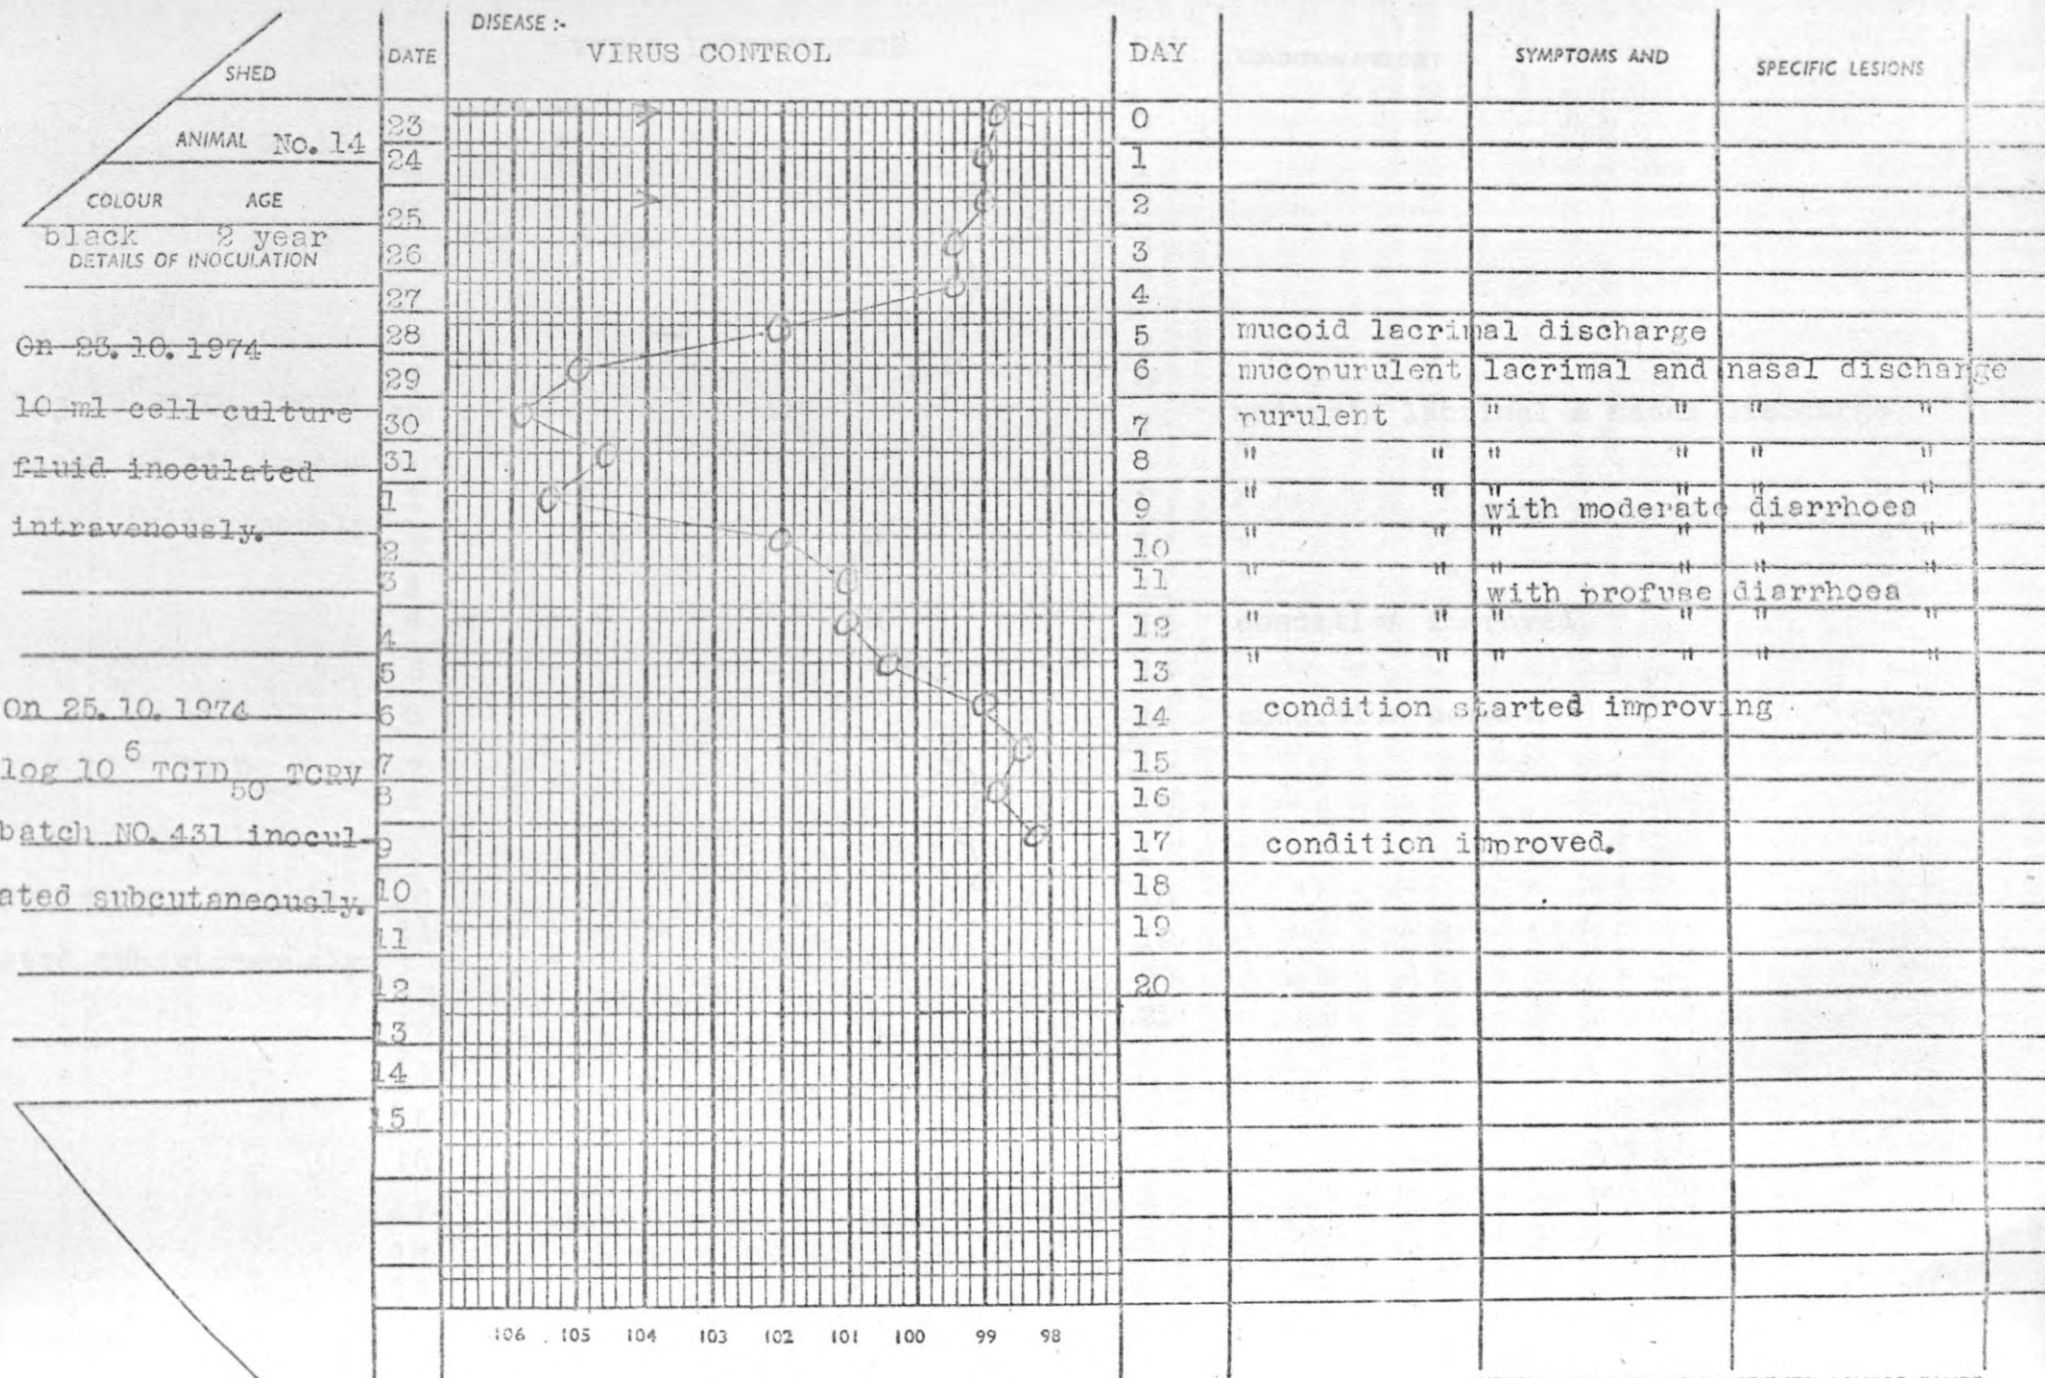 DISEASE :-
DATE VIRUS CONTROL DAY SYMPTOMS AND SPECIFIC LESIONS
SHED
ANIMAL No. 14
COLOUR AGE
black 2 year
DETAILS OF INOCULATION
On 23.10.1974
10 ml cell culture
fluid inoculated
intravenously.
On 25.10.1974
log 10 6 TCID 50 TCRV
batch NO. 431 inocul-
ated subcutaneously.
23 0
24 1
25 2
26 3
27 4
28 5 mucoid lacrimal discharge
29 6 mucopurulent lacrimal and nasal discharge
30 7 purulent " " " "
31 8 " " " " " "
1 9 " " " " " "
with moderate diarrhoea
2 10 " " " " " "
3 11 " " " " " "
with profuse diarrhoea
4 12 " " " " " "
5 13 " " " " " "
6 14 condition started improving
7 15
8 16
9 17 condition improved.
10 18
11 19
12 20
13
14
15
106 105 104 103 102 101 100 99 98